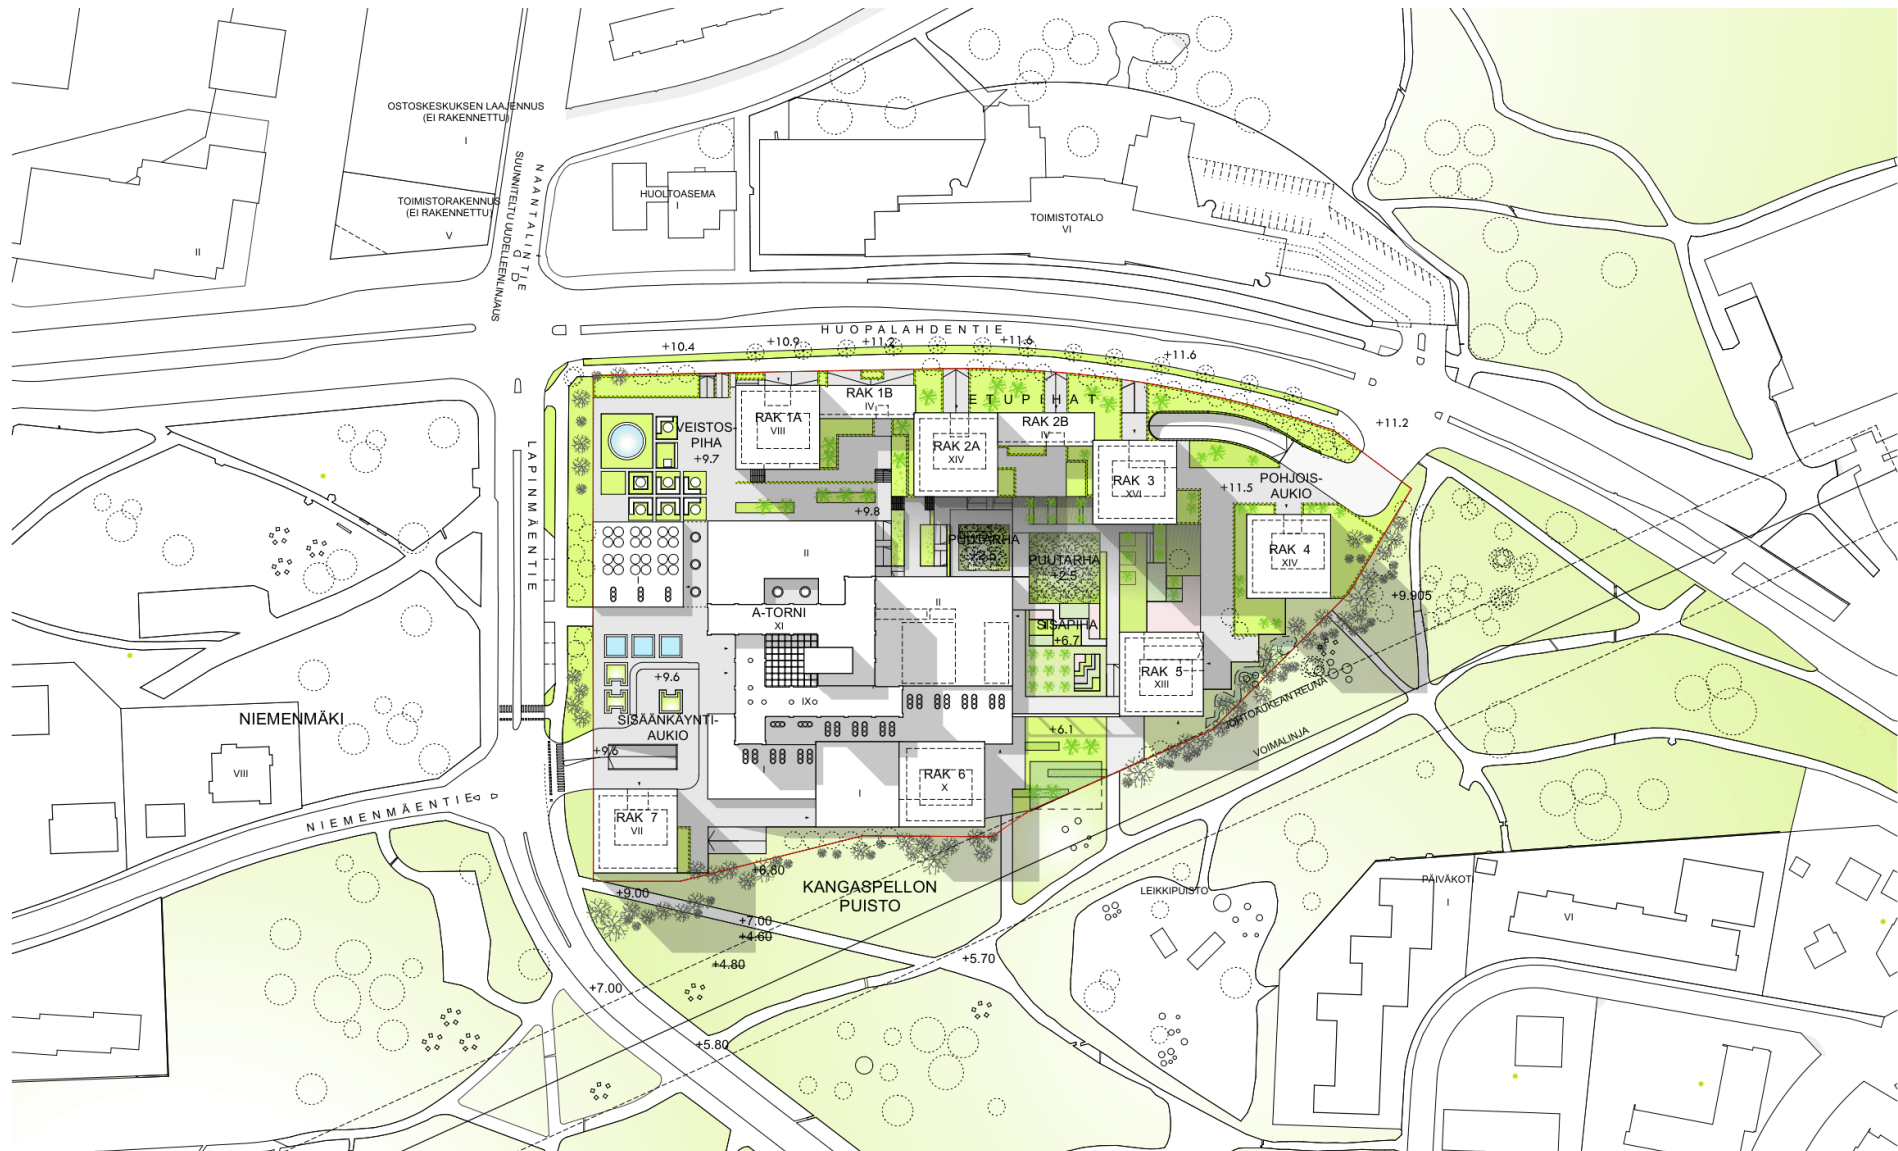 OSTOSKESKUKSEN LAAJENNUS
(EI RAKENNETTU)
I
TOIMISTORAKENNUS
(EI RAKENNETTU)
V
II
NAANTALINTIE
SUUNNITELTU UUDELLEENLINJAUS
HUOLTOASEMA
I
TOIMISTOTALO
VI
HUOPALAHDENTIE
+10.4
+10.9
+11.2
+11.6
+11.6
+11.2
ETUPIHAT
RAK 1A
VIII
RAK 1B
IV
RAK 2A
XIV
RAK 2B
IV
RAK 3
XVI
VEISTOS-
PIHA
+9.7
POHJOIS-
AUKIO
+11.5
RAK 4
XIV
+9.8
LAPINMÄENTIE
II
I
PUUTARHA
+2.5
PUUTARHA
+2.5
A-TORNI
XI
II
I
SISÄPIHA
+6.7
+9.905
RAK 5
XIII
+9.6
IX
SISÄÄNKÄYNTI-
AUKIO
+9.6
JOHTOAUKEAN REUNA
VOIMALINJA
+6.1
NIEMENMÄKI
VIII
NIEMENMÄENTIE
I
I
RAK 6
X
RAK 7
VII
+6.80
+9.00
KANGASPELLON
PUISTO
+7.00
+4.60
+4.80
+5.70
+7.00
+5.80
LEIKKIPUISTO
PÄIVÄKOTI
I
VI